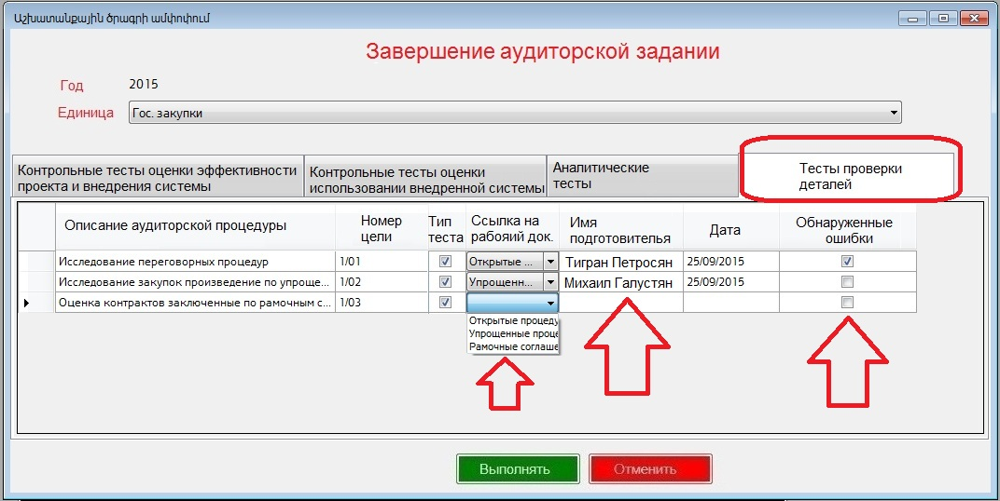 Աշխատանքային ծրագրի ամփոփում
Завершение аудиторской задании
Год 2015
Единица Гос. закупки
Контрольные тесты оценки эффективности
проекта и внедрения системы
Контрольные тесты оценки
использовании внедренной системы
Аналитические
тесты
Тесты проверки
деталей
Описание аудиторской процедуры
Номер
цели
Тип
теста
Ссылка на
рабояий док.
Имя
подготовителья
Дата
Обнаруженные
ошибки
Исследование переговорных процедур 1/01 Открытые ... Тигран Петросян 25/09/2015
Исследование закупок произведение по упроще... 1/02 Упрощенн... Михаил Галустян 25/09/2015
Оценка контрактов заключенные по рамочным с... 1/03
Открытые процеду
Упрощенные проце
Рамочные соглаше
Выполнять Отменить